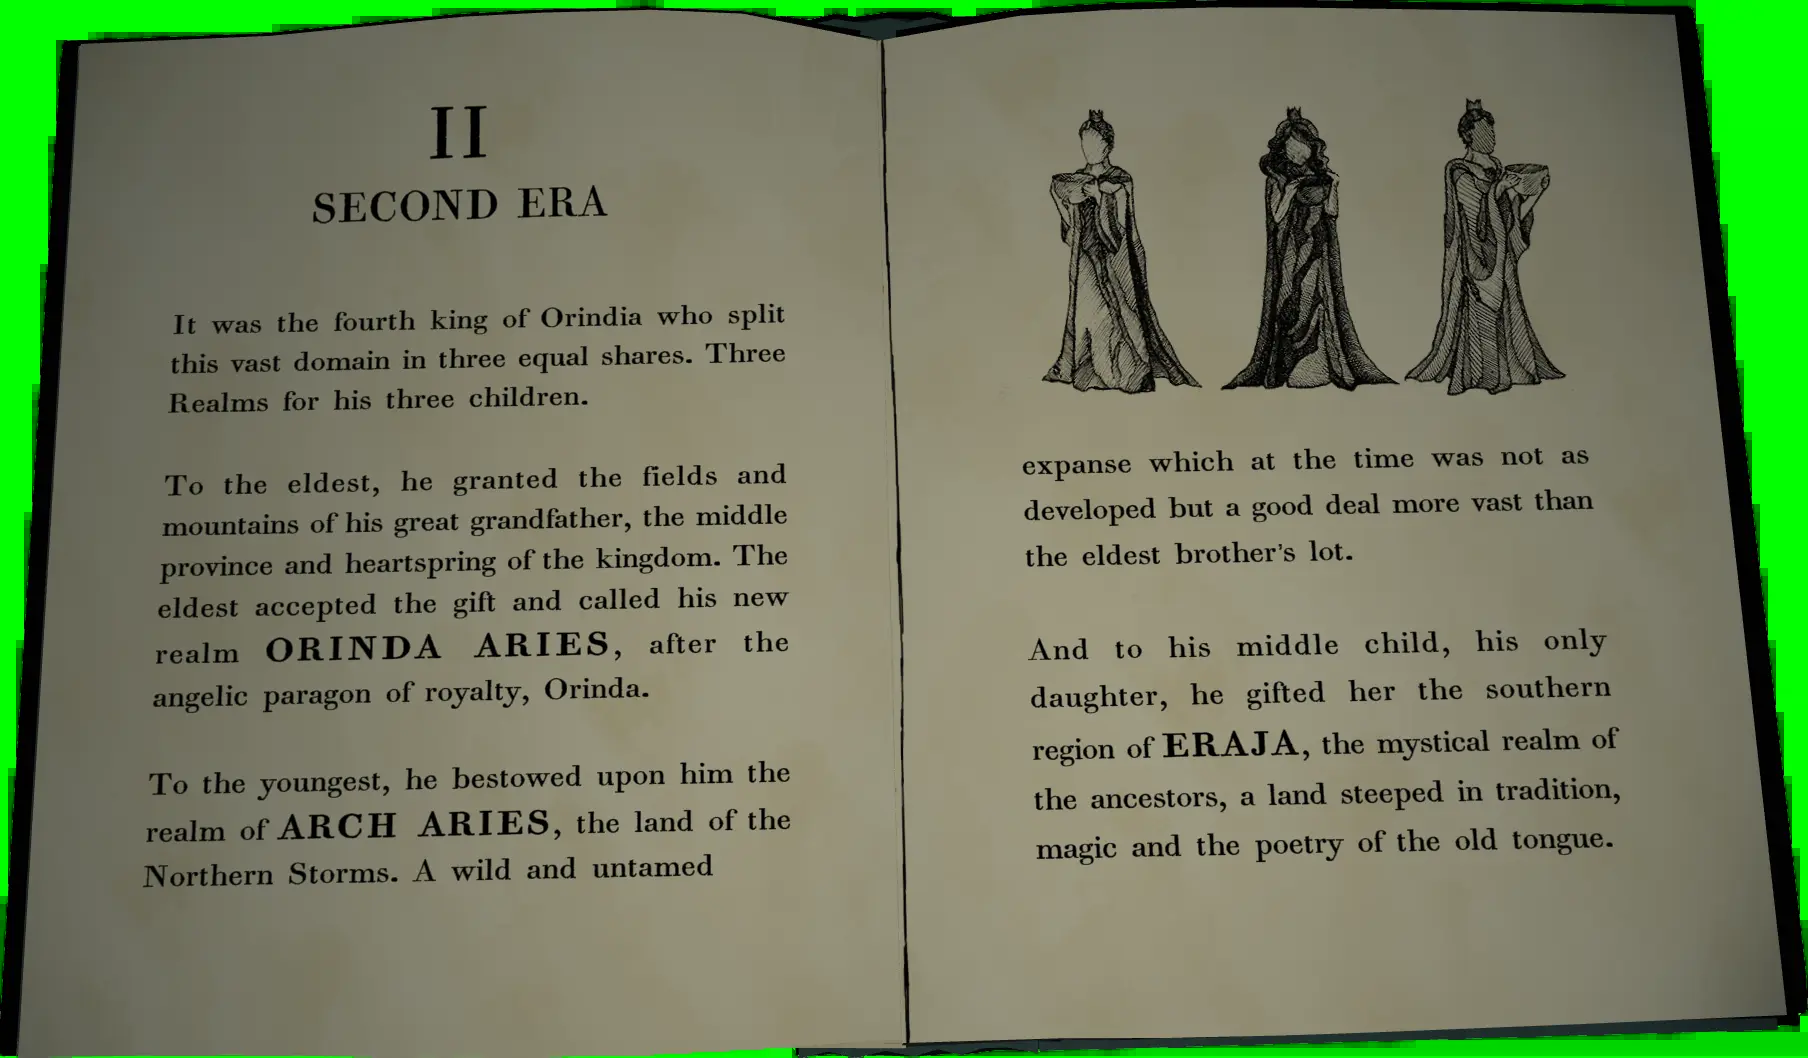 II
SECOND ERA
It was the fourth king of Orindia who split
this vast domain in three equal shares. Three
Realms for his three children.
To the eldest, he granted the fields and
mountains of his great grandfather, the middle
province and heartspring of the kingdom. The
eldest accepted the gift and called his new
realm ORINDA ARIES, after the
angelic paragon of royalty, Orinda.
To the youngest, he bestowed upon him the
realm of ARCH ARIES, the land of the
Northern Storms. A wild and untamed
expanse which at the time was not as
developed but a good deal more vast than
the eldest brother's lot.
And to his middle child, his only
daughter, he gifted her the southern
region of ERAJA, the mystical realm of
the ancestors, a land steeped in tradition,
magic and the poetry of the old tongue.